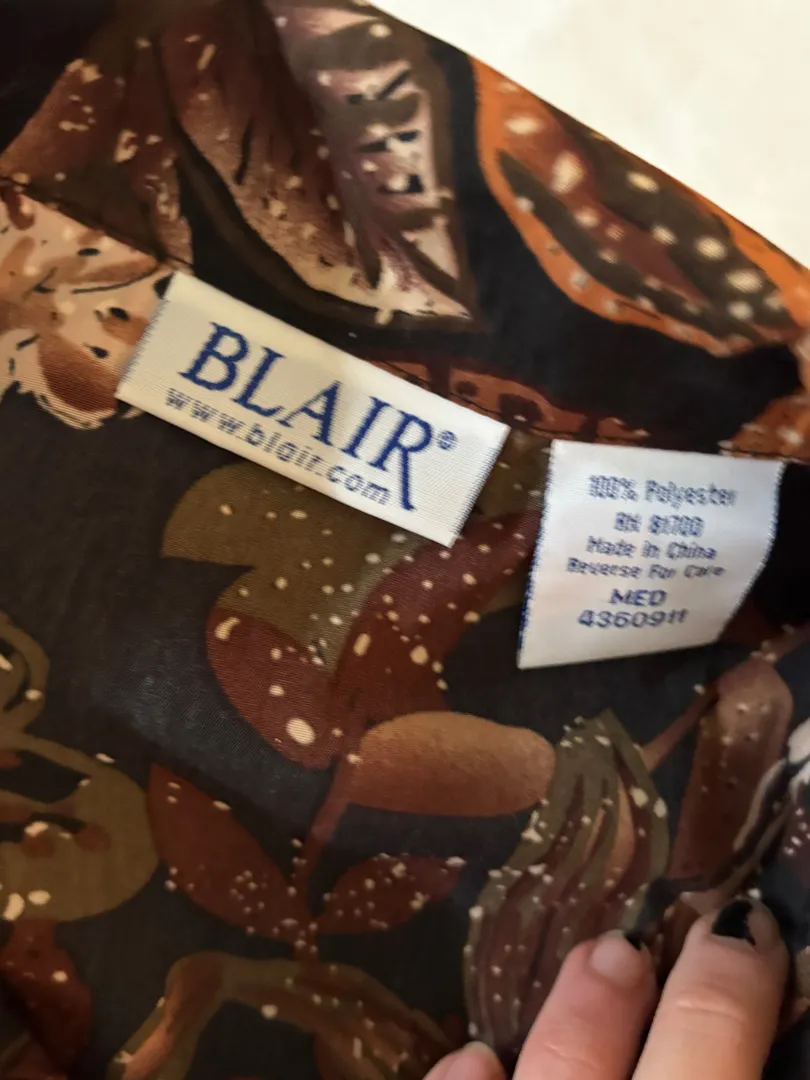 BLAIR®
www.blair.com
100% Polyester
RN 81700
Made In China
Reverse For Care
MED
4360911